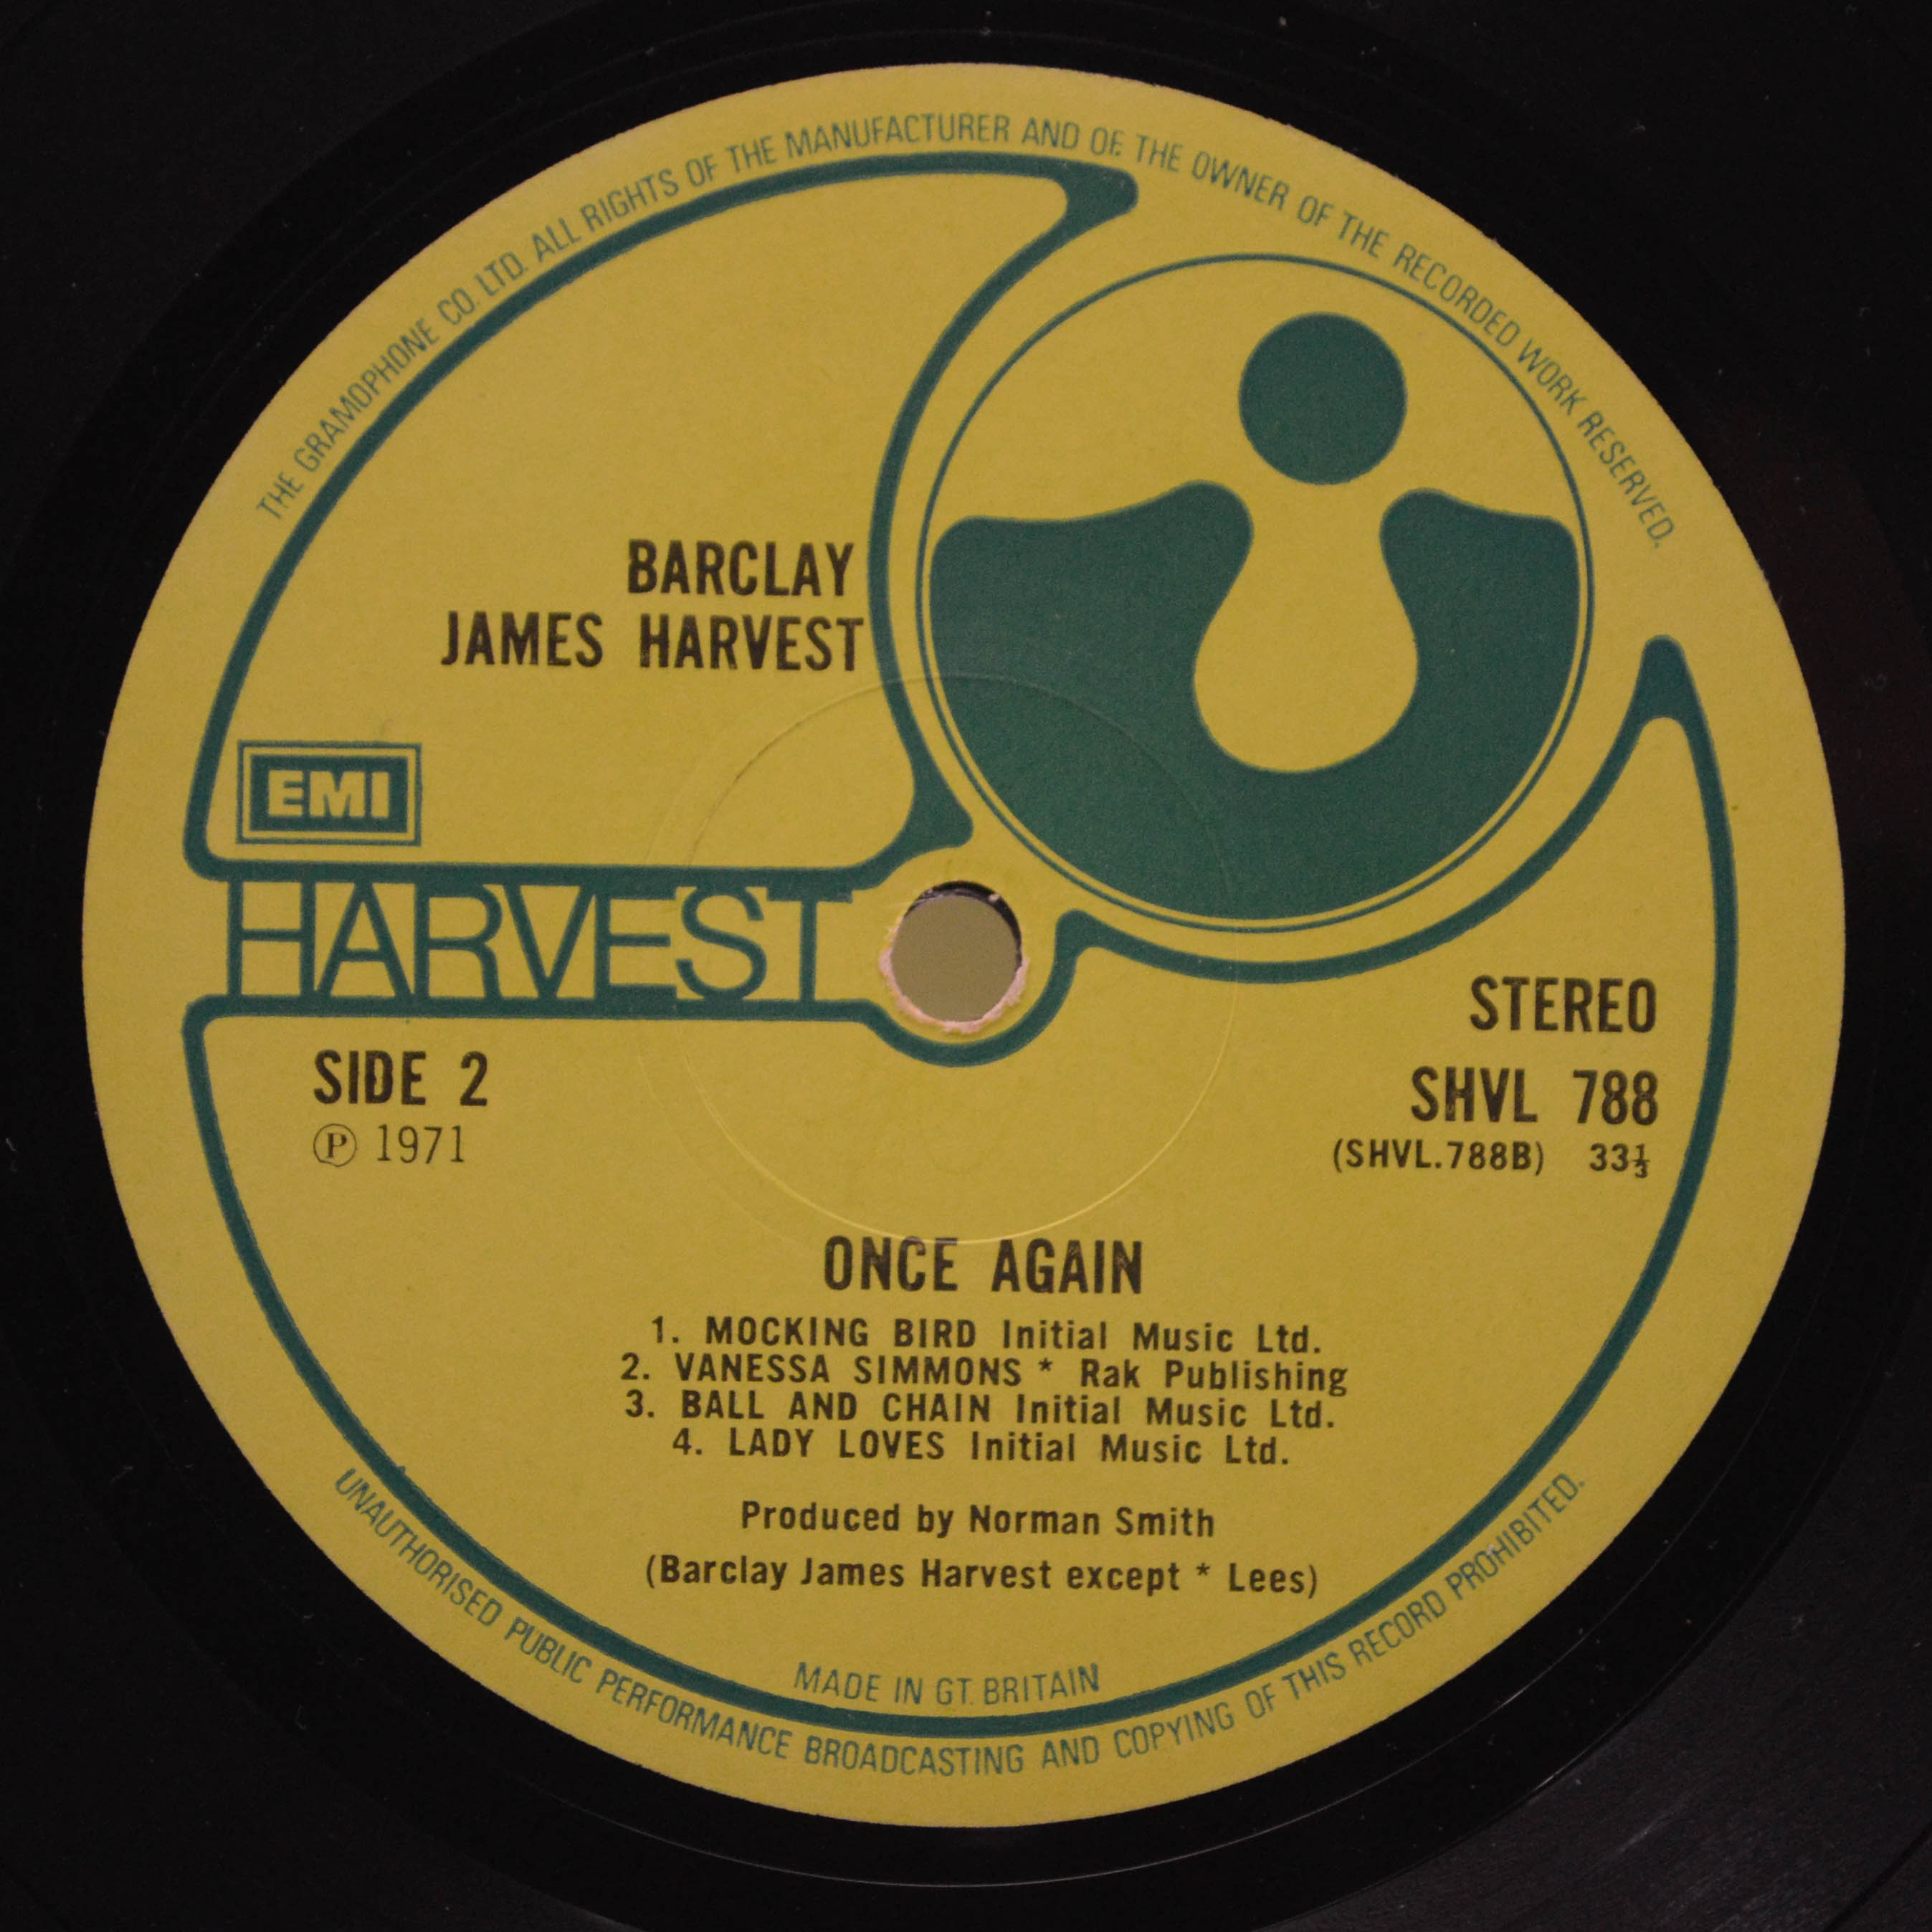 THE GRAMOPHONE CO. LTD. ALL RIGHTS OF THE MANUFACTURER AND OF THE OWNER OF THE RECORDED WORK RESERVED.
BARCLAY
JAMES HARVEST
EMI
HARVEST
SIDE 2
Ⓟ 1971
STEREO
SHVL 788
(SHVL.788B) 33⅓
ONCE AGAIN
1. MOCKING BIRD Initial Music Ltd.
2. VANESSA SIMMONS * Rak Publishing
3. BALL AND CHAIN Initial Music Ltd.
4. LADY LOVES Initial Music Ltd.
Produced by Norman Smith
(Barclay James Harvest except * Lees)
MADE IN GT. BRITAIN
UNAUTHORISED PUBLIC PERFORMANCE BROADCASTING AND COPYING OF THIS RECORD PROHIBITED.